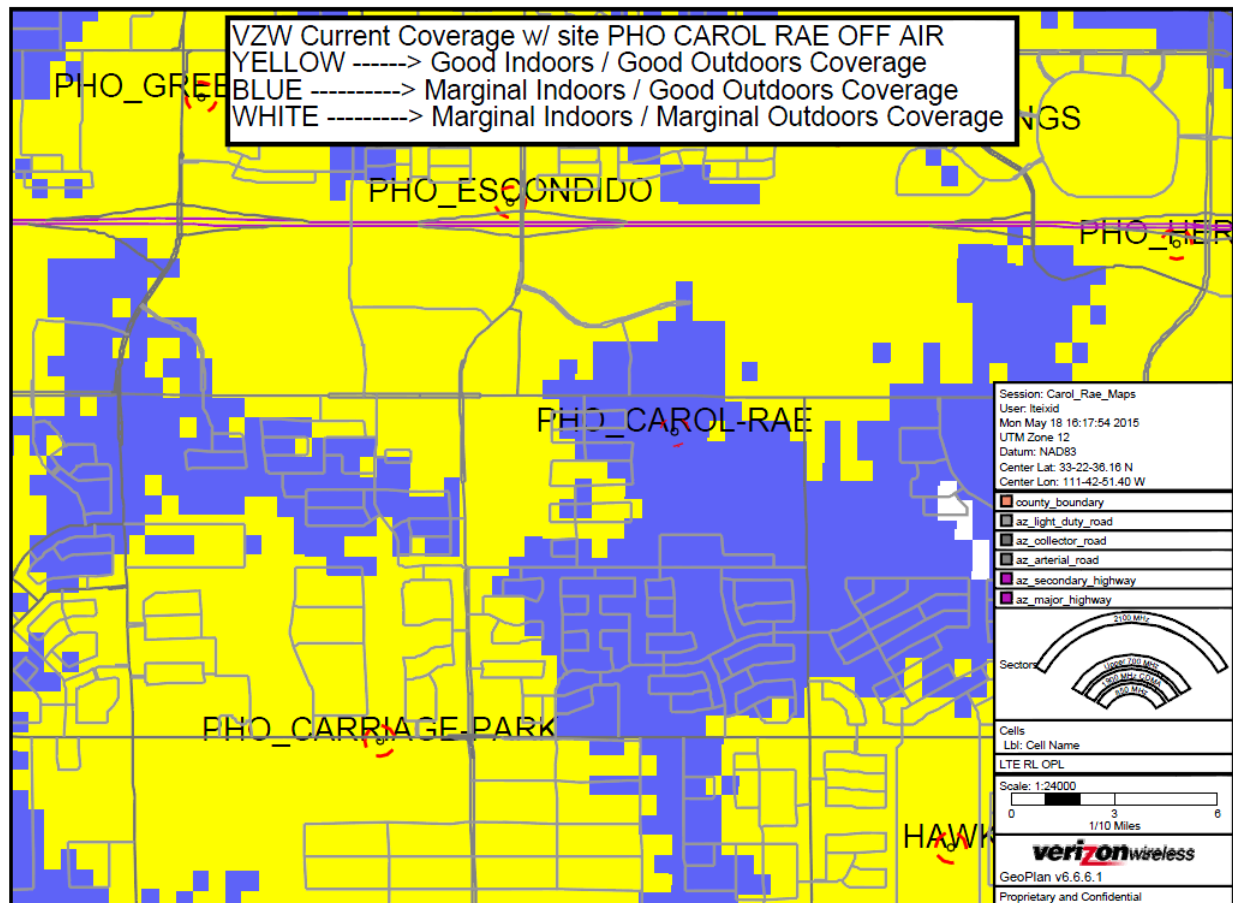 VZW Current Coverage w/ site PHO CAROL RAE OFF AIR
YELLOW ------> Good Indoors / Good Outdoors Coverage
BLUE ----------> Marginal Indoors / Good Outdoors Coverage
WHITE ---------> Marginal Indoors / Marginal Outdoors Coverage
PHO_GREE
NGS
PHO_ESCONDIDO
PHO_HER
PHO_CAROL-RAE
PHO_CARRIAGE-PARK
HAWK
Session: Carol_Rae_Maps
User: lteixid
Mon May 18 16:17:54 2015
UTM Zone 12
Datum: NAD83
Center Lat: 33-22-36.16 N
Center Lon: 111-42-51.40 W
county_boundary
az_light_duty_road
az_collector_road
az_arterial_road
az_secondary_highway
az_major_highway
Sectors
2100 MHz
Upper 700 MHz
1900 MHz CDMA
850 MHz
Cells
Lbl: Cell Name
LTE RL OPL
Scale: 1:24000
0 3 6
1/10 Miles
verizonwireless
GeoPlan v6.6.6.1
Proprietary and Confidential